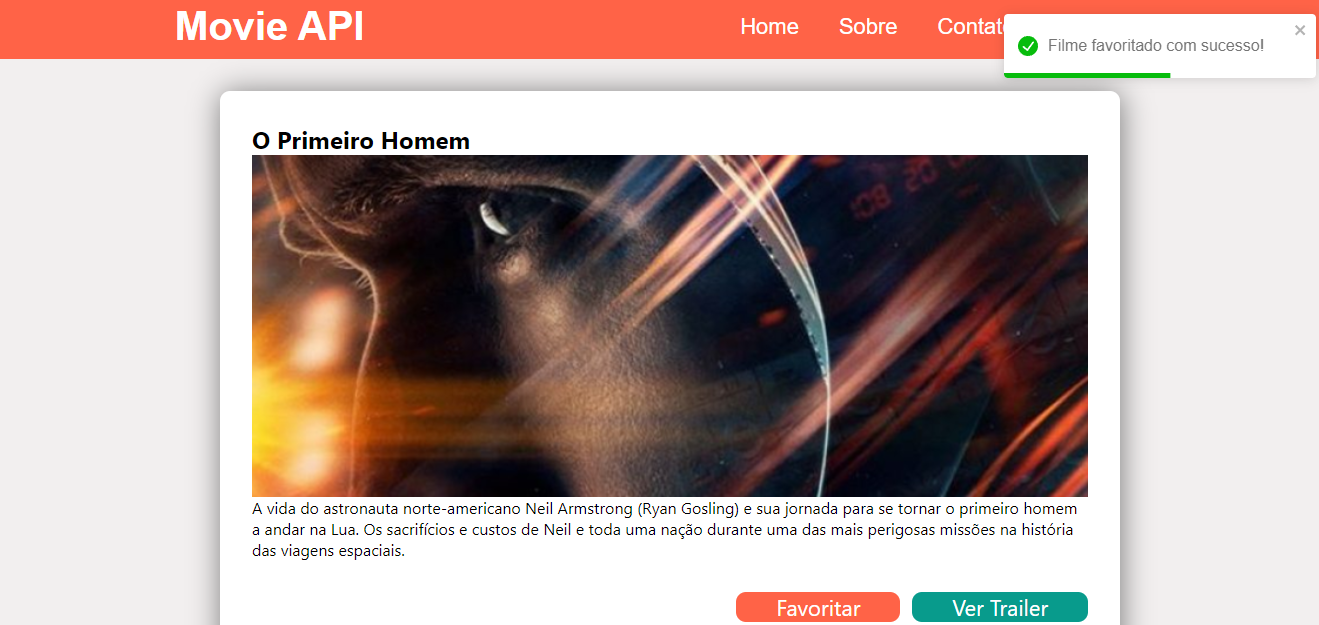 Movie API
Home Sobre Contat
Filme favoritado com sucesso!
O Primeiro Homem
:08 20
A vida do astronauta norte-americano Neil Armstrong (Ryan Gosling) e sua jornada para se tornar o primeiro homem
a andar na Lua. Os sacrifícios e custos de Neil e toda uma nação durante uma das mais perigosas missões na história
das viagens espaciais.
Favoritar Ver Trailer